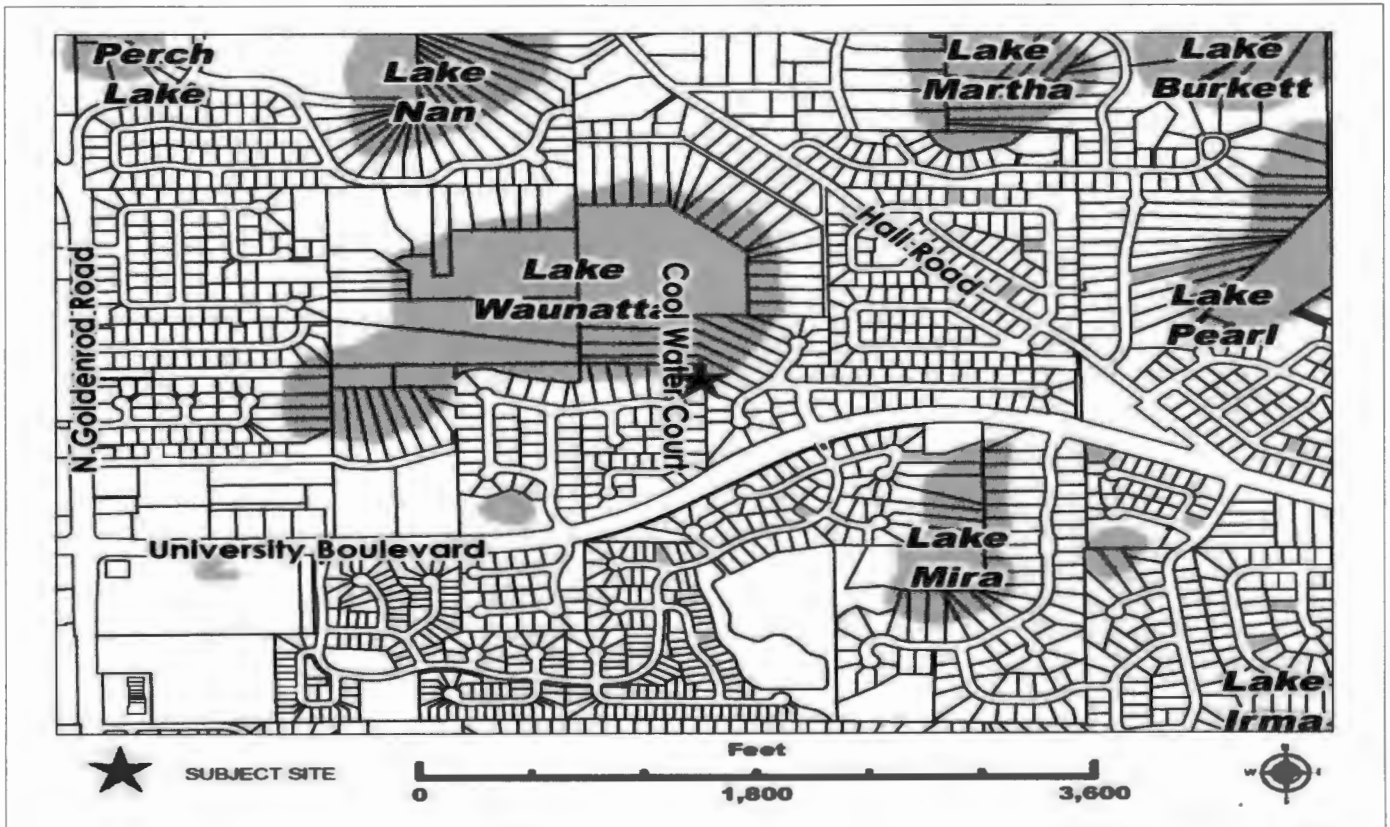 Perch
Lake
Lake
Nan
Lake
Martha
Lake
Burkett
Hall Road
N Goldenrod Road
Lake
Waunatta
Cool Water Court
Lake
Pearl
University Boulevard
Lake
Mira
Lake
Irma
SUBJECT SITE
Feet
0
1,800
3,600
W